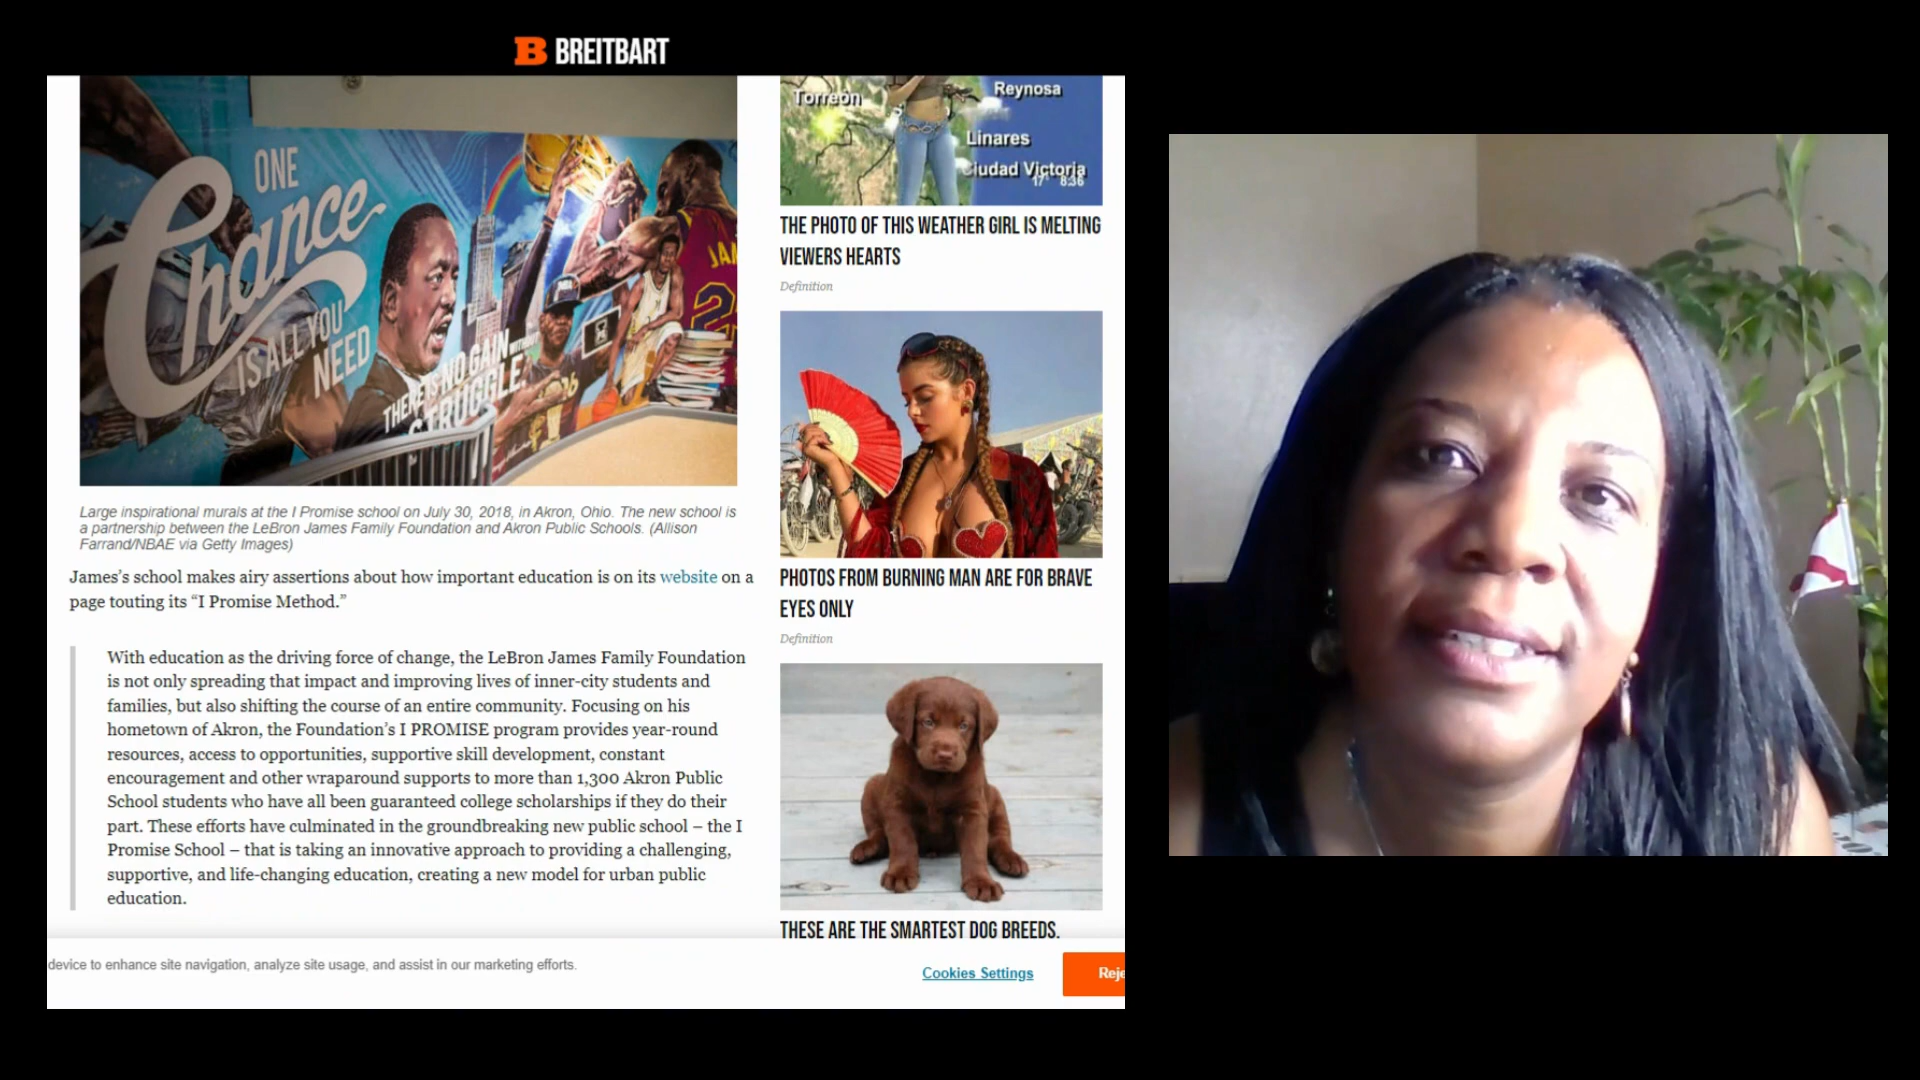 B BREITBART
ONE
Chance
IS ALL YOU
NEED
THERE IS NO GAIN WITHOUT
STRUGGLE
JAM
2
Large inspirational murals at the I Promise school on July 30, 2018, in Akron, Ohio. The new school is
a partnership between the LeBron James Family Foundation and Akron Public Schools. (Allison
Farrand/NBAE via Getty Images)
James’s school makes airy assertions about how important education is on its website on a
page touting its “I Promise Method.”
With education as the driving force of change, the LeBron James Family Foundation
is not only spreading that impact and improving lives of inner-city students and
families, but also shifting the course of an entire community. Focusing on his
hometown of Akron, the Foundation’s I PROMISE program provides year-round
resources, access to opportunities, supportive skill development, constant
encouragement and other wraparound supports to more than 1,300 Akron Public
School students who have all been guaranteed college scholarships if they do their
part. These efforts have culminated in the groundbreaking new public school – the I
Promise School – that is taking an innovative approach to providing a challenging,
supportive, and life-changing education, creating a new model for urban public
education.
Torreón
Reynosa
Linares
Ciudad Victoria
17° 8:36
THE PHOTO OF THIS WEATHER GIRL IS MELTING
VIEWERS HEARTS
Definition
PHOTOS FROM BURNING MAN ARE FOR BRAVE
EYES ONLY
Definition
THESE ARE THE SMARTEST DOG BREEDS.
device to enhance site navigation, analyze site usage, and assist in our marketing efforts.
Cookies Settings
Reje